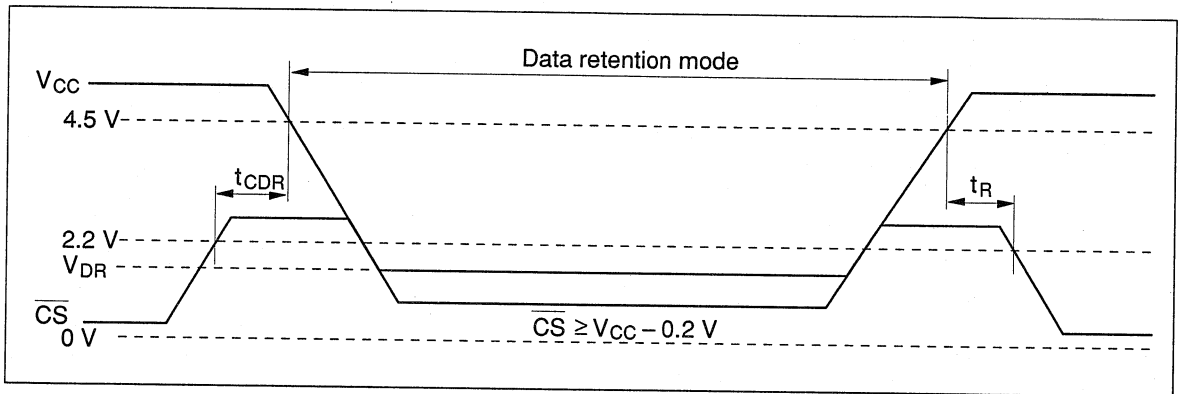 Data retention mode
VCC
4.5 V
tCDR
tR
2.2 V
VDR
CS
CS ≥ VCC – 0.2 V
0 V